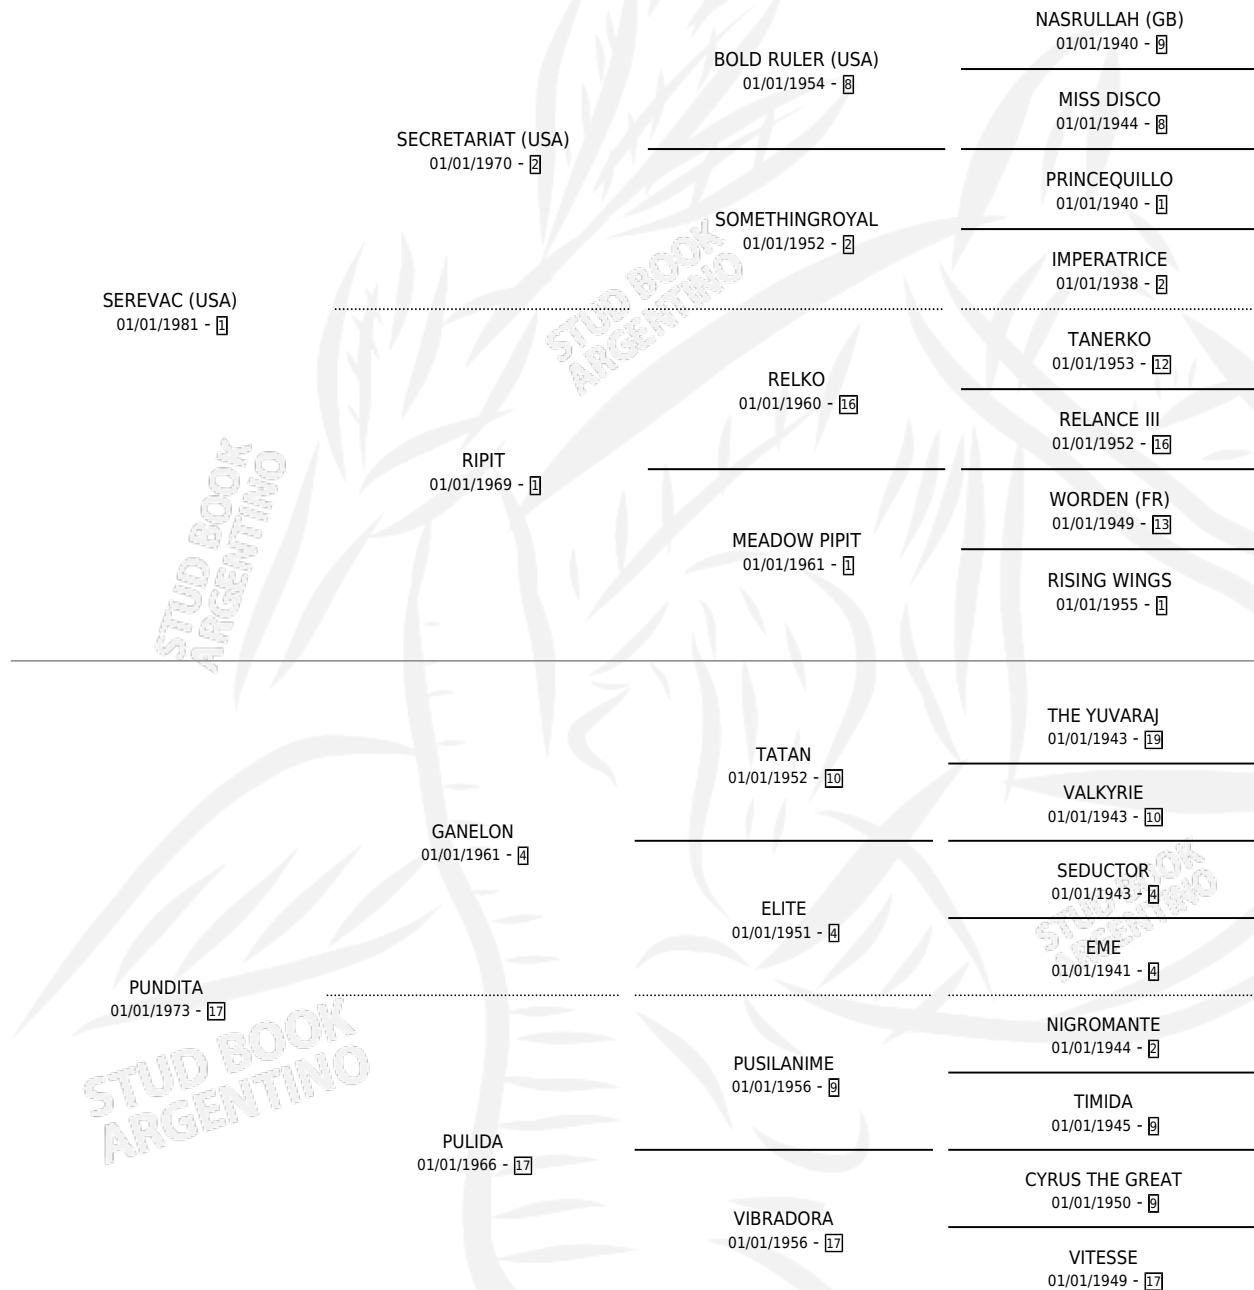 NASRULLAH (GB)
01/01/1940 - 9
BOLD RULER (USA)
01/01/1954 - 8
MISS DISCO
01/01/1944 - 8
SECRETARIAT (USA)
01/01/1970 - 2
PRINCEQUILLO
01/01/1940 - 1
SOMETHINGROYAL
01/01/1952 - 2
IMPERATRICE
01/01/1938 - 2
SEREVAC (USA)
01/01/1981 - 1
STUD BOOK
ARGENTINO
TANERKO
01/01/1953 - 12
RELKO
01/01/1960 - 16
RELANCE III
01/01/1952 - 16
RIPIT
01/01/1969 - 1
WORDEN (FR)
01/01/1949 - 13
MEADOW PIPIT
01/01/1961 - 1
RISING WINGS
01/01/1955 - 1
STUD BOOK
ARGENTINO
THE YUVARAJ
01/01/1943 - 19
TATAN
01/01/1952 - 10
VALKYRIE
01/01/1943 - 10
GANELON
01/01/1961 - 4
SEDUCTOR
01/01/1943 - 4
ELITE
01/01/1951 - 4
EME
01/01/1941 - 4
STUD BOOK
ARGENTINO
PUNDITA
01/01/1973 - 17
NIGROMANTE
01/01/1944 - 2
PUSILANIME
01/01/1956 - 9
TIMIDA
01/01/1945 - 9
STUD BOOK
ARGENTINO
PULIDA
01/01/1966 - 17
CYRUS THE GREAT
01/01/1950 - 9
VIBRADORA
01/01/1956 - 17
VITESSE
01/01/1949 - 17